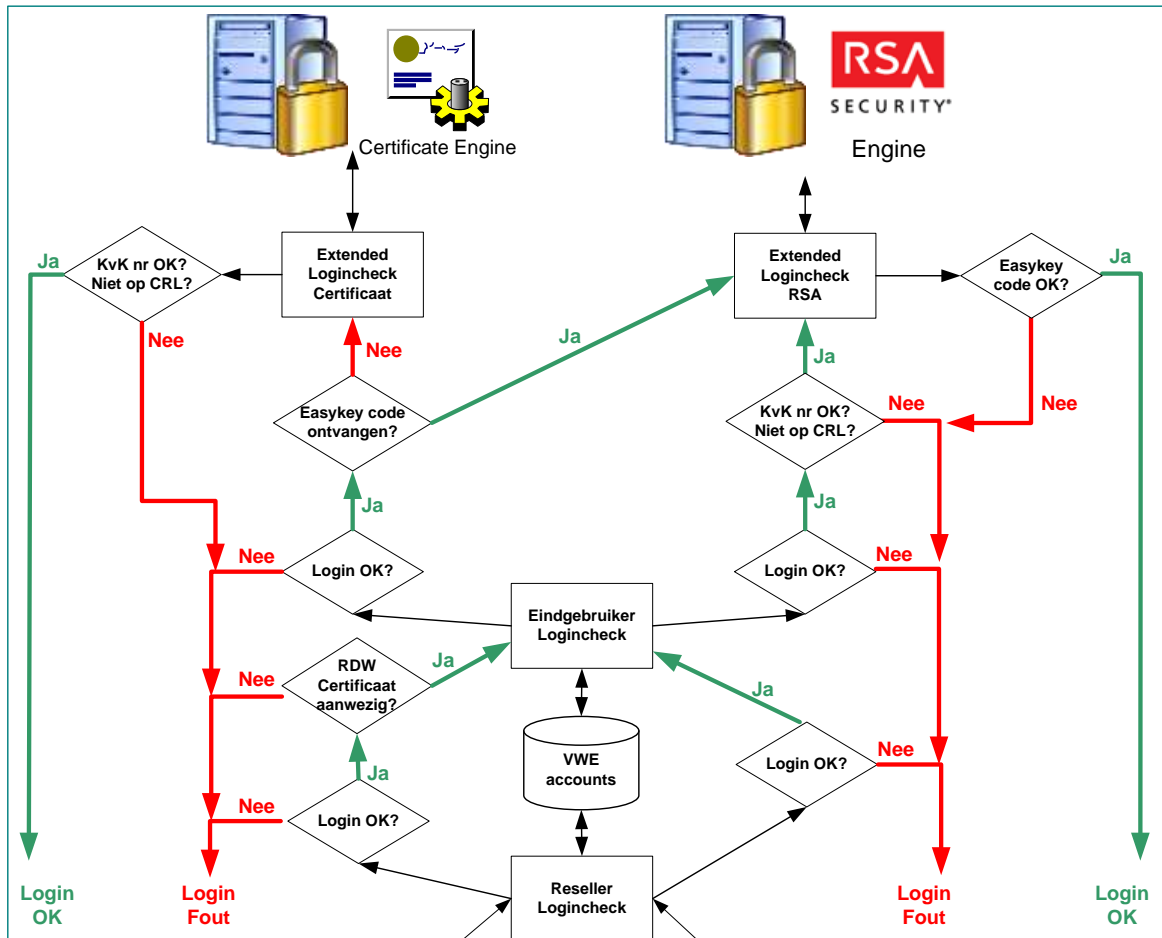 RSA
SECURITY®
Certificate Engine
Engine
Ja
KvK nr OK?
Niet op CRL?
Extended
Logincheck
Certificaat
Extended
Logincheck
RSA
Easykey
code OK?
Ja
Nee
Nee
Ja
Ja
Easykey code
ontvangen?
KvK nr OK?
Niet op CRL?
Nee
Nee
Ja
Ja
Nee
Login OK?
Login OK?
Nee
Eindgebruiker
Logincheck
Nee
RDW
Certificaat
aanwezig?
Ja
Ja
VWE
accounts
Login OK?
Nee
Ja
Nee
Login OK?
Login
OK
Login
Fout
Reseller
Logincheck
Login
Fout
Login
OK